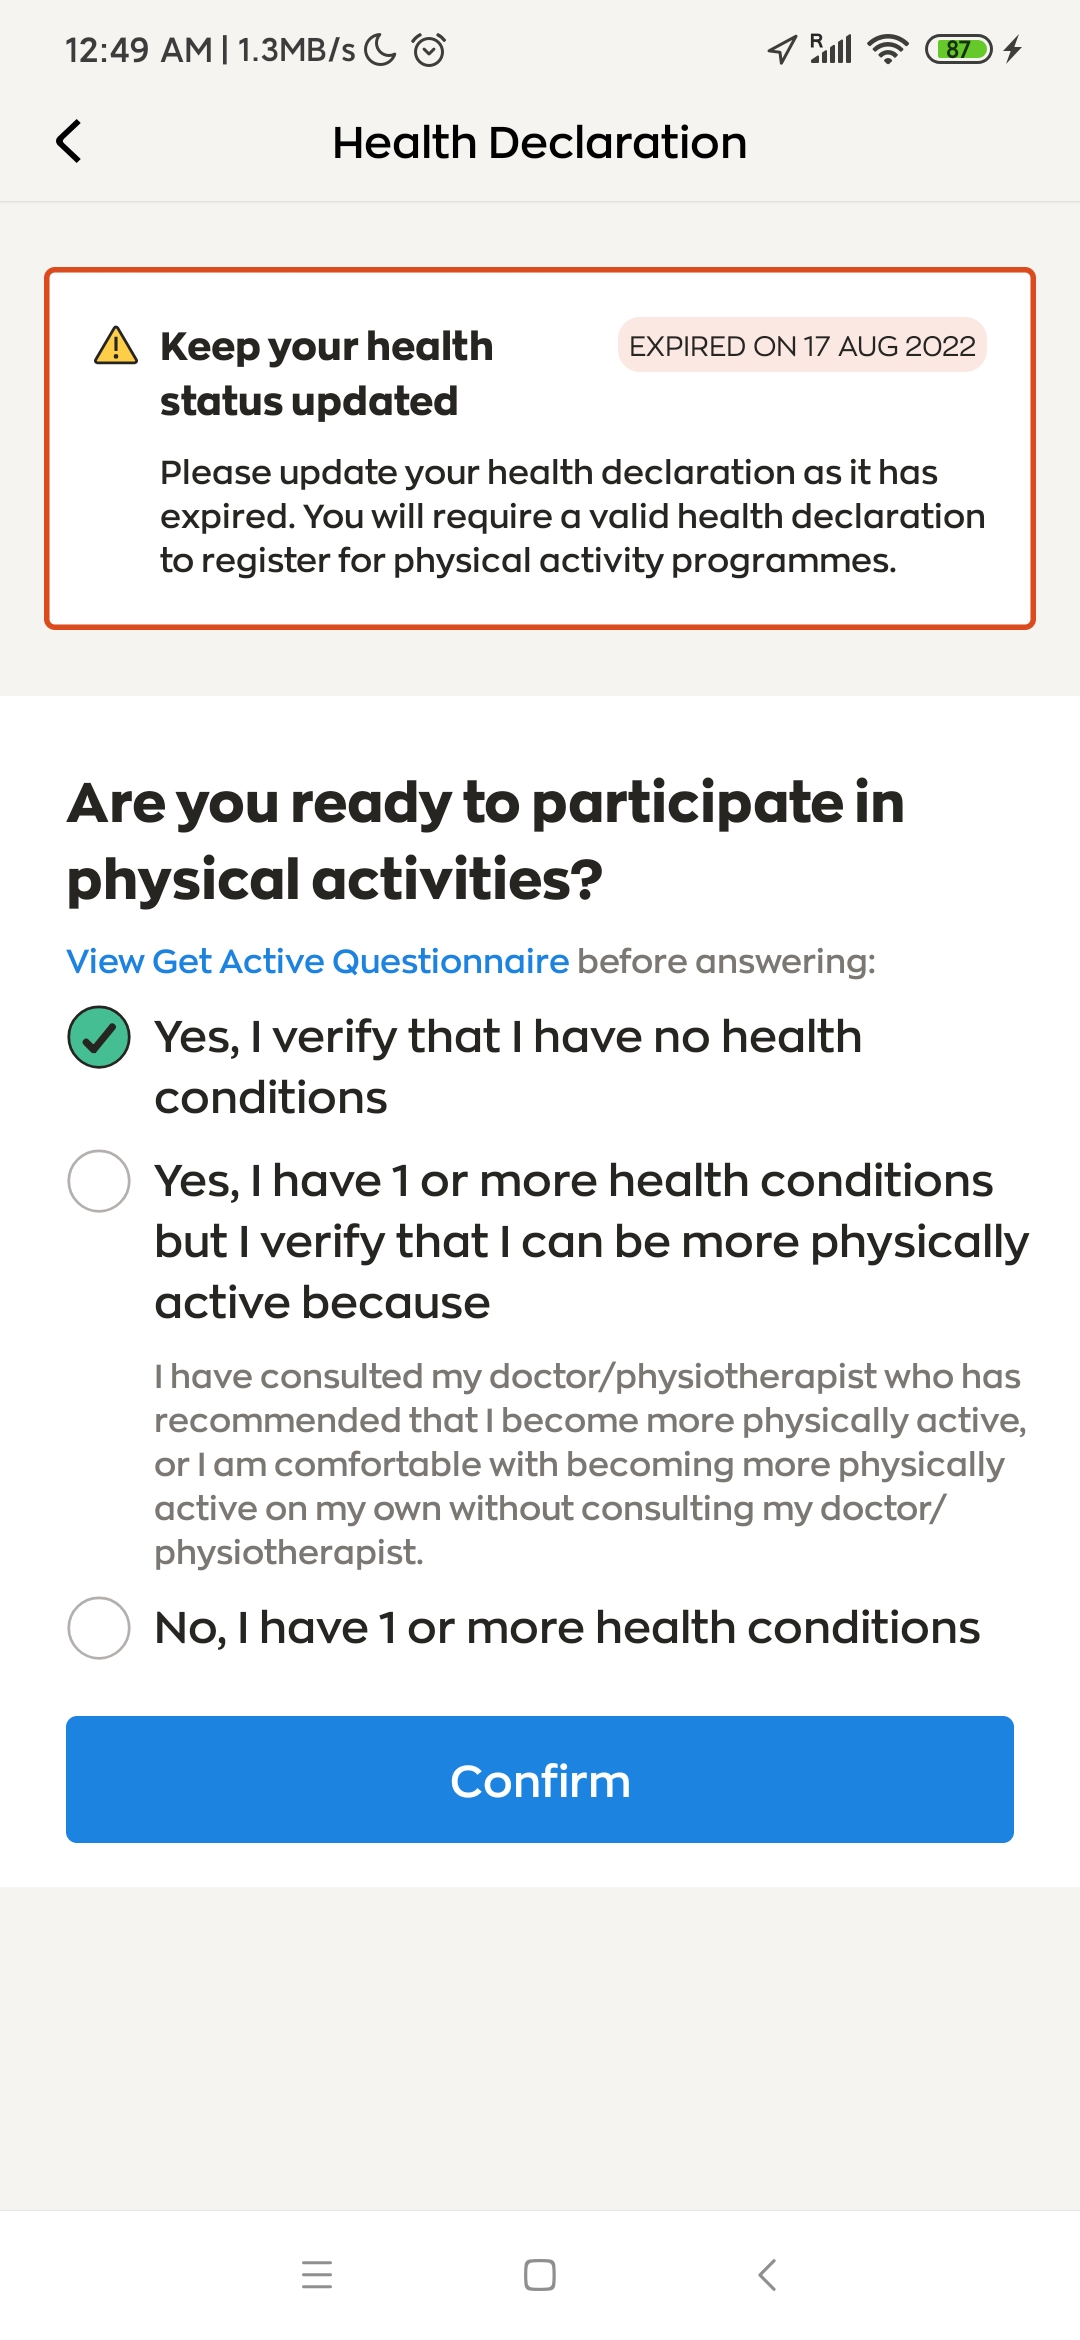 12:49 AM | 1.3MB/s
R
87
Health Declaration
Keep your health
status updated
EXPIRED ON 17 AUG 2022
Please update your health declaration as it has
expired. You will require a valid health declaration
to register for physical activity programmes.
Are you ready to participate in
physical activities?
View Get Active Questionnaire before answering:
Yes, I verify that I have no health
conditions
Yes, I have 1 or more health conditions
but I verify that I can be more physically
active because
I have consulted my doctor/physiotherapist who has
recommended that I become more physically active,
or I am comfortable with becoming more physically
active on my own without consulting my doctor/
physiotherapist.
No, I have 1 or more health conditions
Confirm